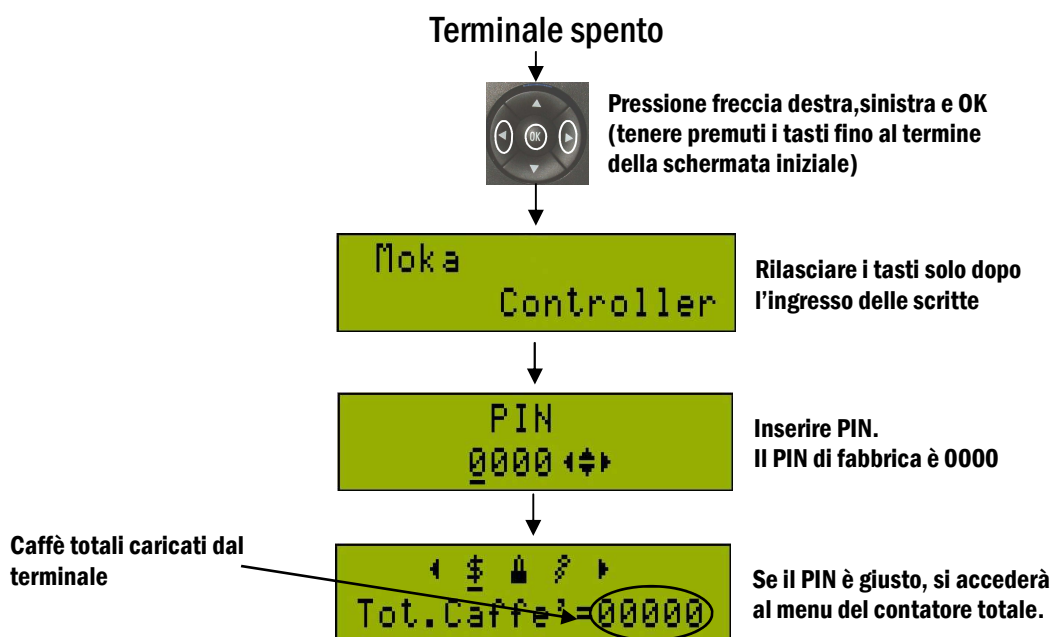 Terminale spento
OK
Pressione freccia destra,sinistra e OK
(tenere premuti i tasti fino al termine
della schermata iniziale)
Moka
Controller
Rilasciare i tasti solo dopo
l’ingresso delle scritte
PIN
0000
Inserire PIN.
Il PIN di fabbrica è 0000
Caffè totali caricati dal
terminale
$
Tot.Caffe'=00000
Se il PIN è giusto, si accederà
al menu del contatore totale.